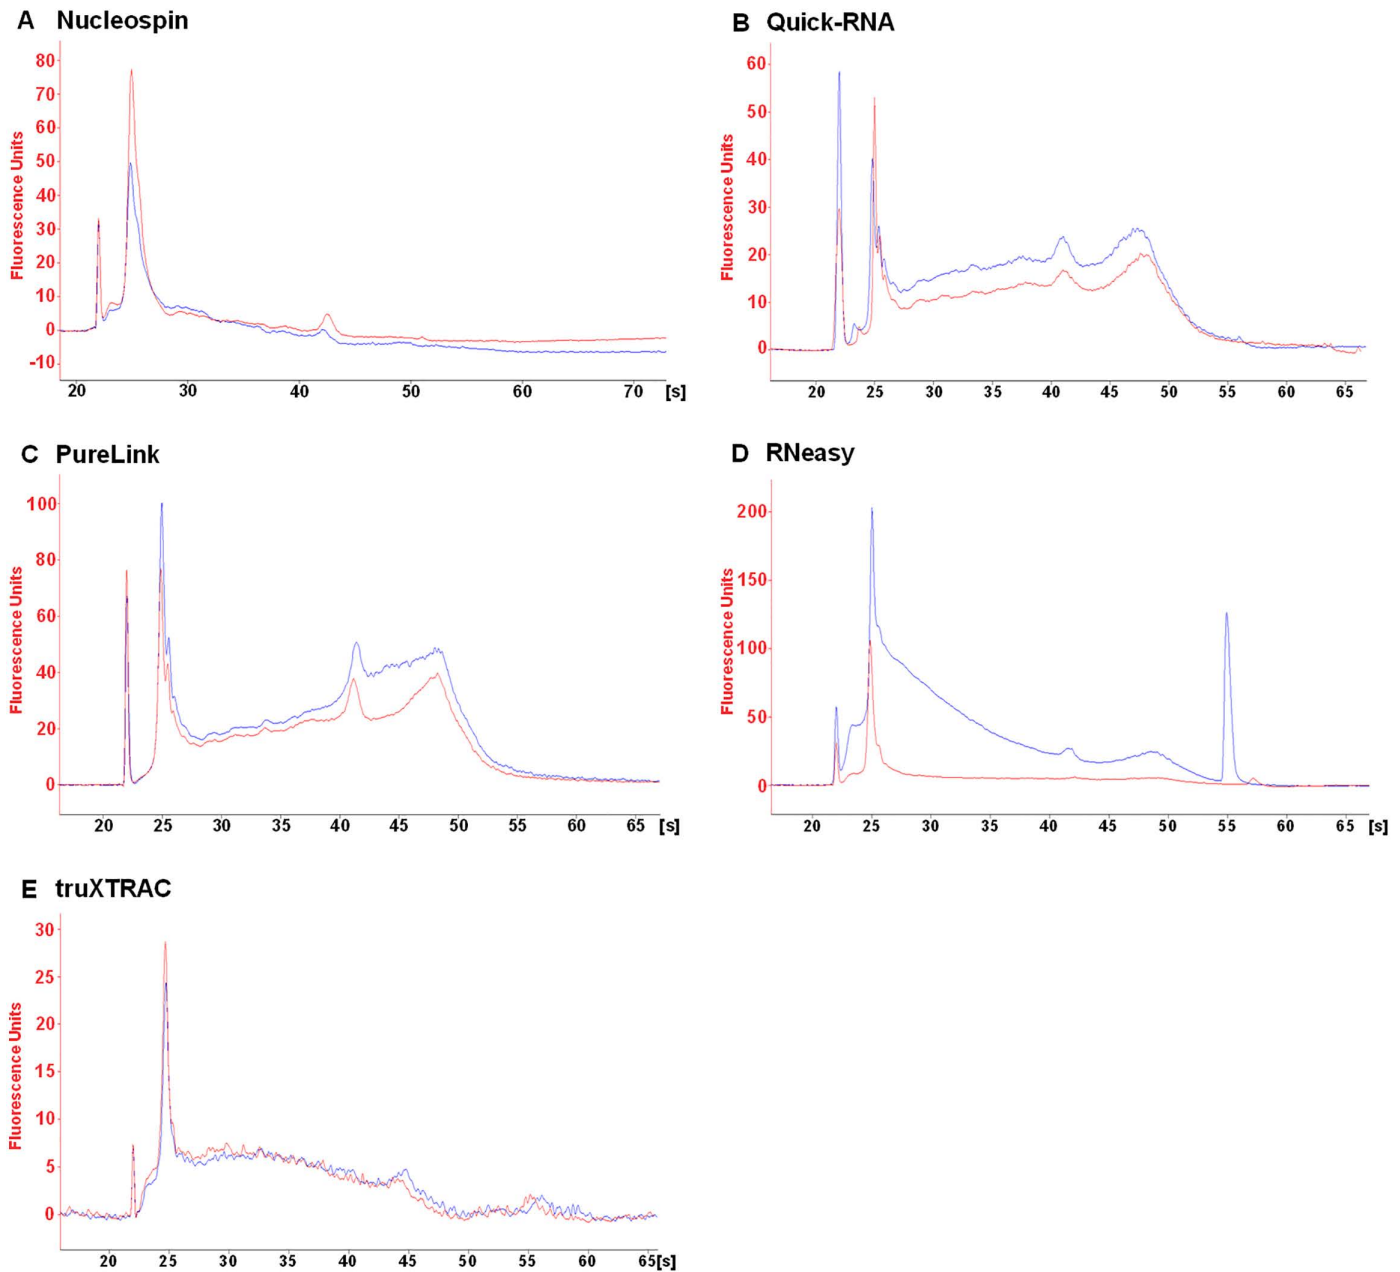 A Nucleospin
Fluorescence Units
80
70
60
50
40
30
20
10
0
-10
20 30 40 50 60 70 [s]
B Quick-RNA
Fluorescence Units
60
50
40
30
20
10
0
20 25 30 35 40 45 50 55 60 65
C PureLink
Fluorescence Units
100
80
60
40
20
0
20 25 30 35 40 45 50 55 60 65 [s]
D RNeasy
Fluorescence Units
200
150
100
50
0
20 25 30 35 40 45 50 55 60 65 [s]
E truXTRAC
Fluorescence Units
30
25
20
15
10
5
0
20 25 30 35 40 45 50 55 60 65[s]